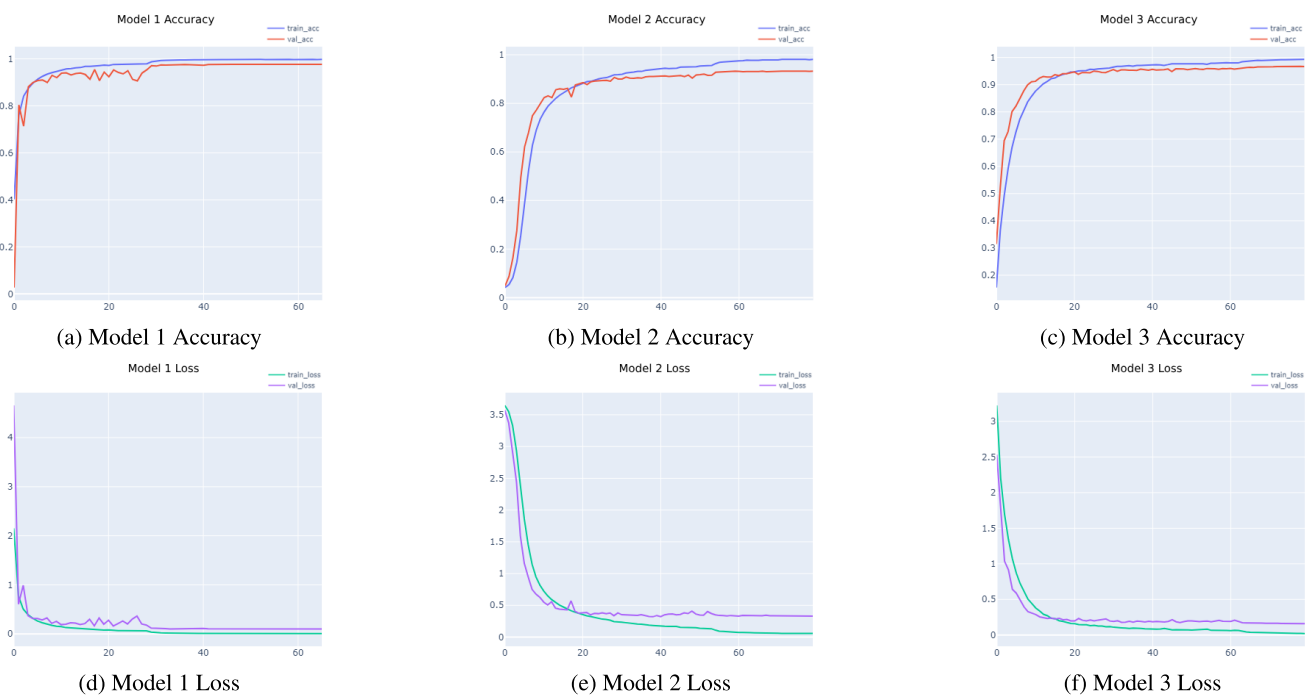 Model 1 Accuracy
train_acc
val_acc
1
0.8
0.6
0.4
0.2
0
0
20
40
60
(a) Model 1 Accuracy
Model 2 Accuracy
train_acc
val_acc
1
0.8
0.6
0.4
0.2
0
0
20
40
60
(b) Model 2 Accuracy
Model 3 Accuracy
train_acc
val_acc
1
0.9
0.8
0.7
0.6
0.5
0.4
0.3
0.2
0
20
40
60
(c) Model 3 Accuracy
Model 1 Loss
train_loss
val_loss
4
3
2
1
0
0
20
40
60
(d) Model 1 Loss
Model 2 Loss
train_loss
val_loss
3.5
3
2.5
2
1.5
1
0.5
0
0
20
40
60
(e) Model 2 Loss
Model 3 Loss
train_loss
val_loss
3
2.5
2
1.5
1
0.5
0
0
20
40
60
(f) Model 3 Loss